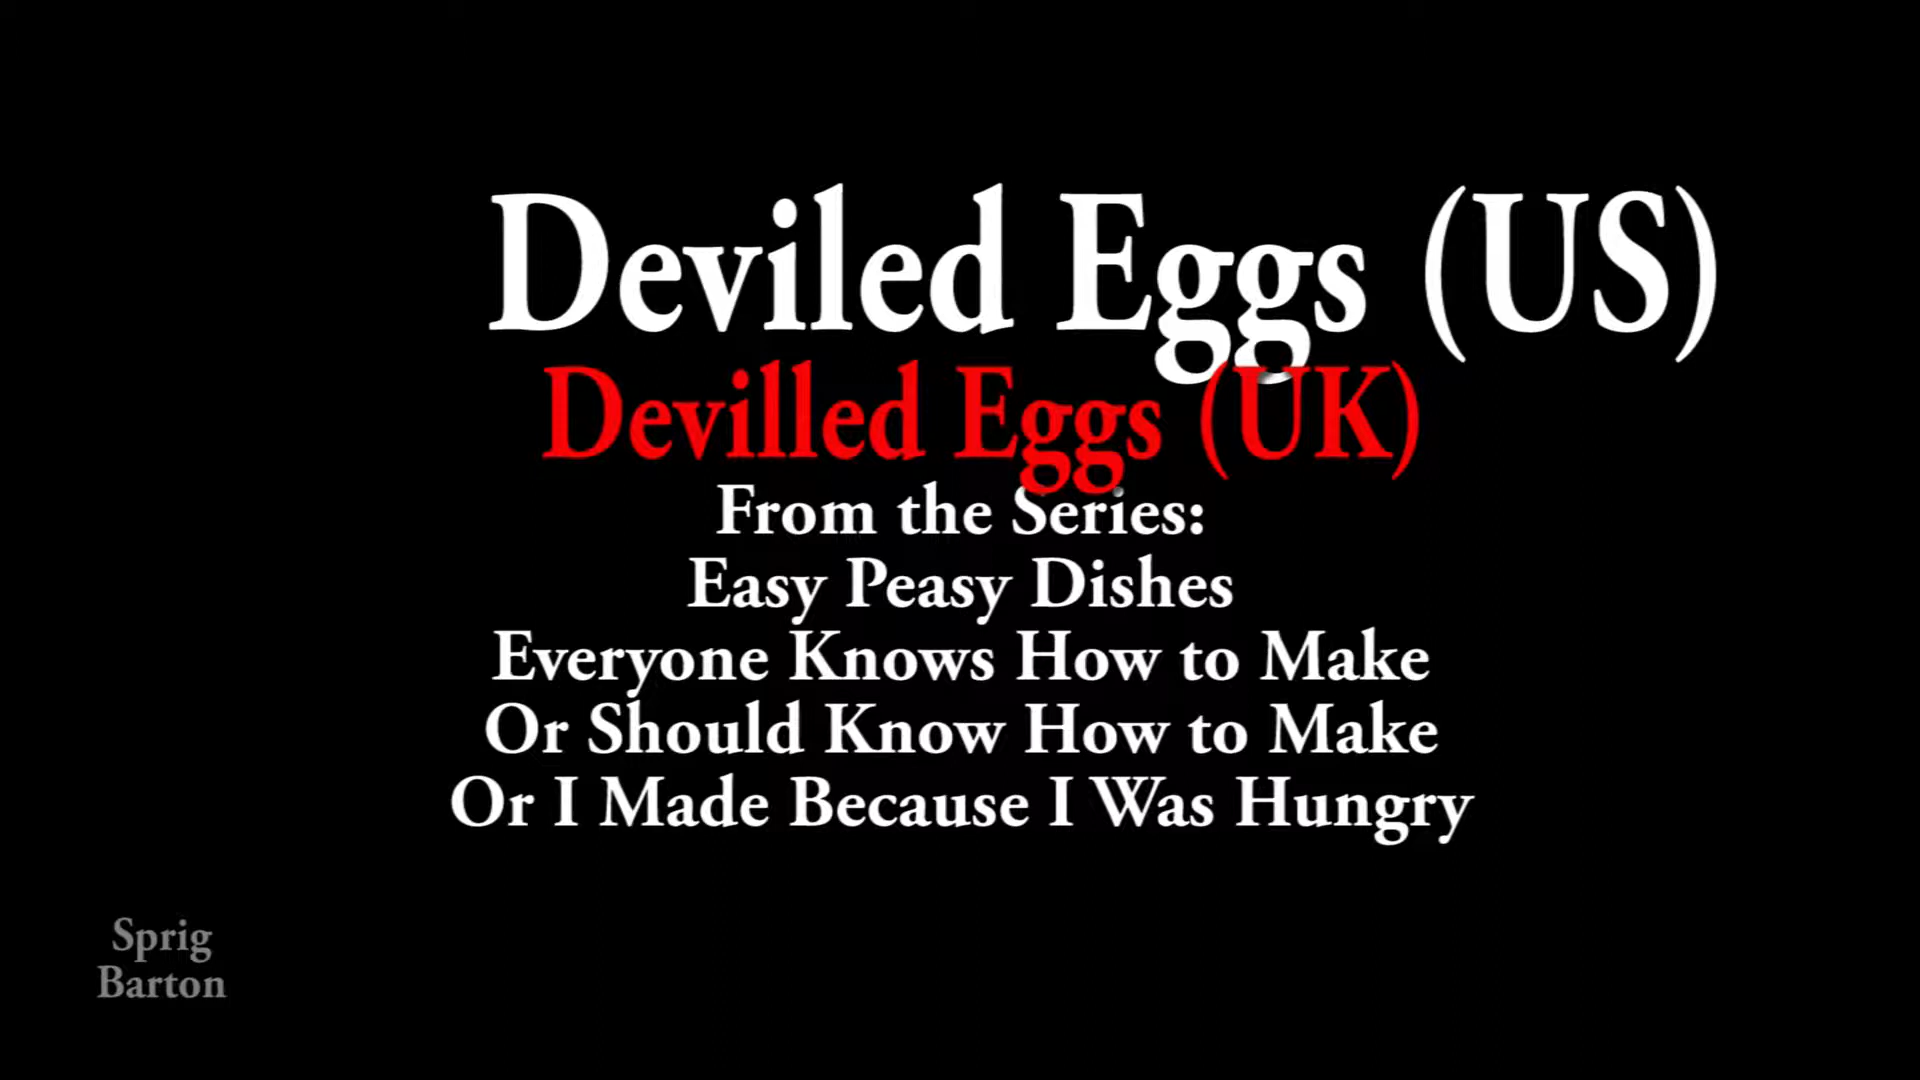 Deviled Eggs (US)
Devilled Eggs (UK)
From the Series:
Easy Peasy Dishes
Everyone Knows How to Make
Or Should Know How to Make
Or I Made Because I Was Hungry
Sprig
Barton